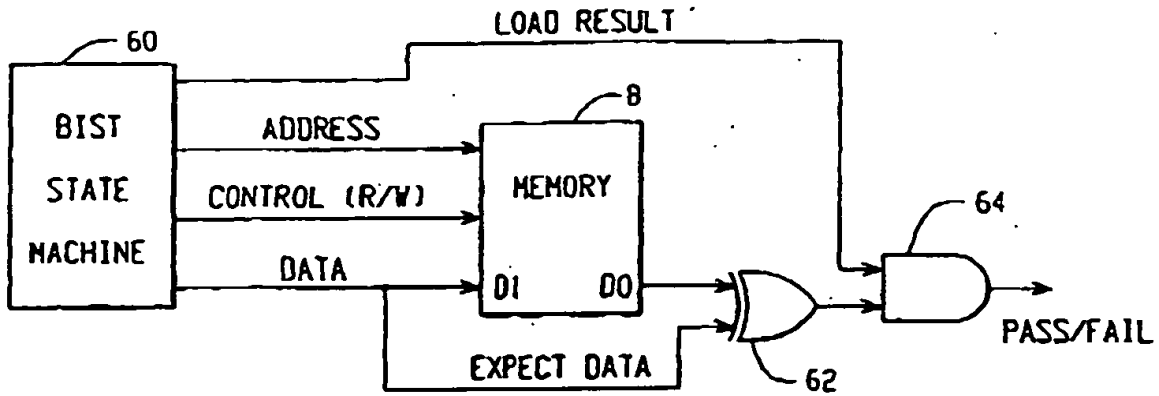 LOAD RESULT
60
BIST
STATE
MACHINE
ADDRESS
CONTROL (R/W)
DATA
8
MEMORY
DI
DO
EXPECT DATA
62
64
PASS/FAIL